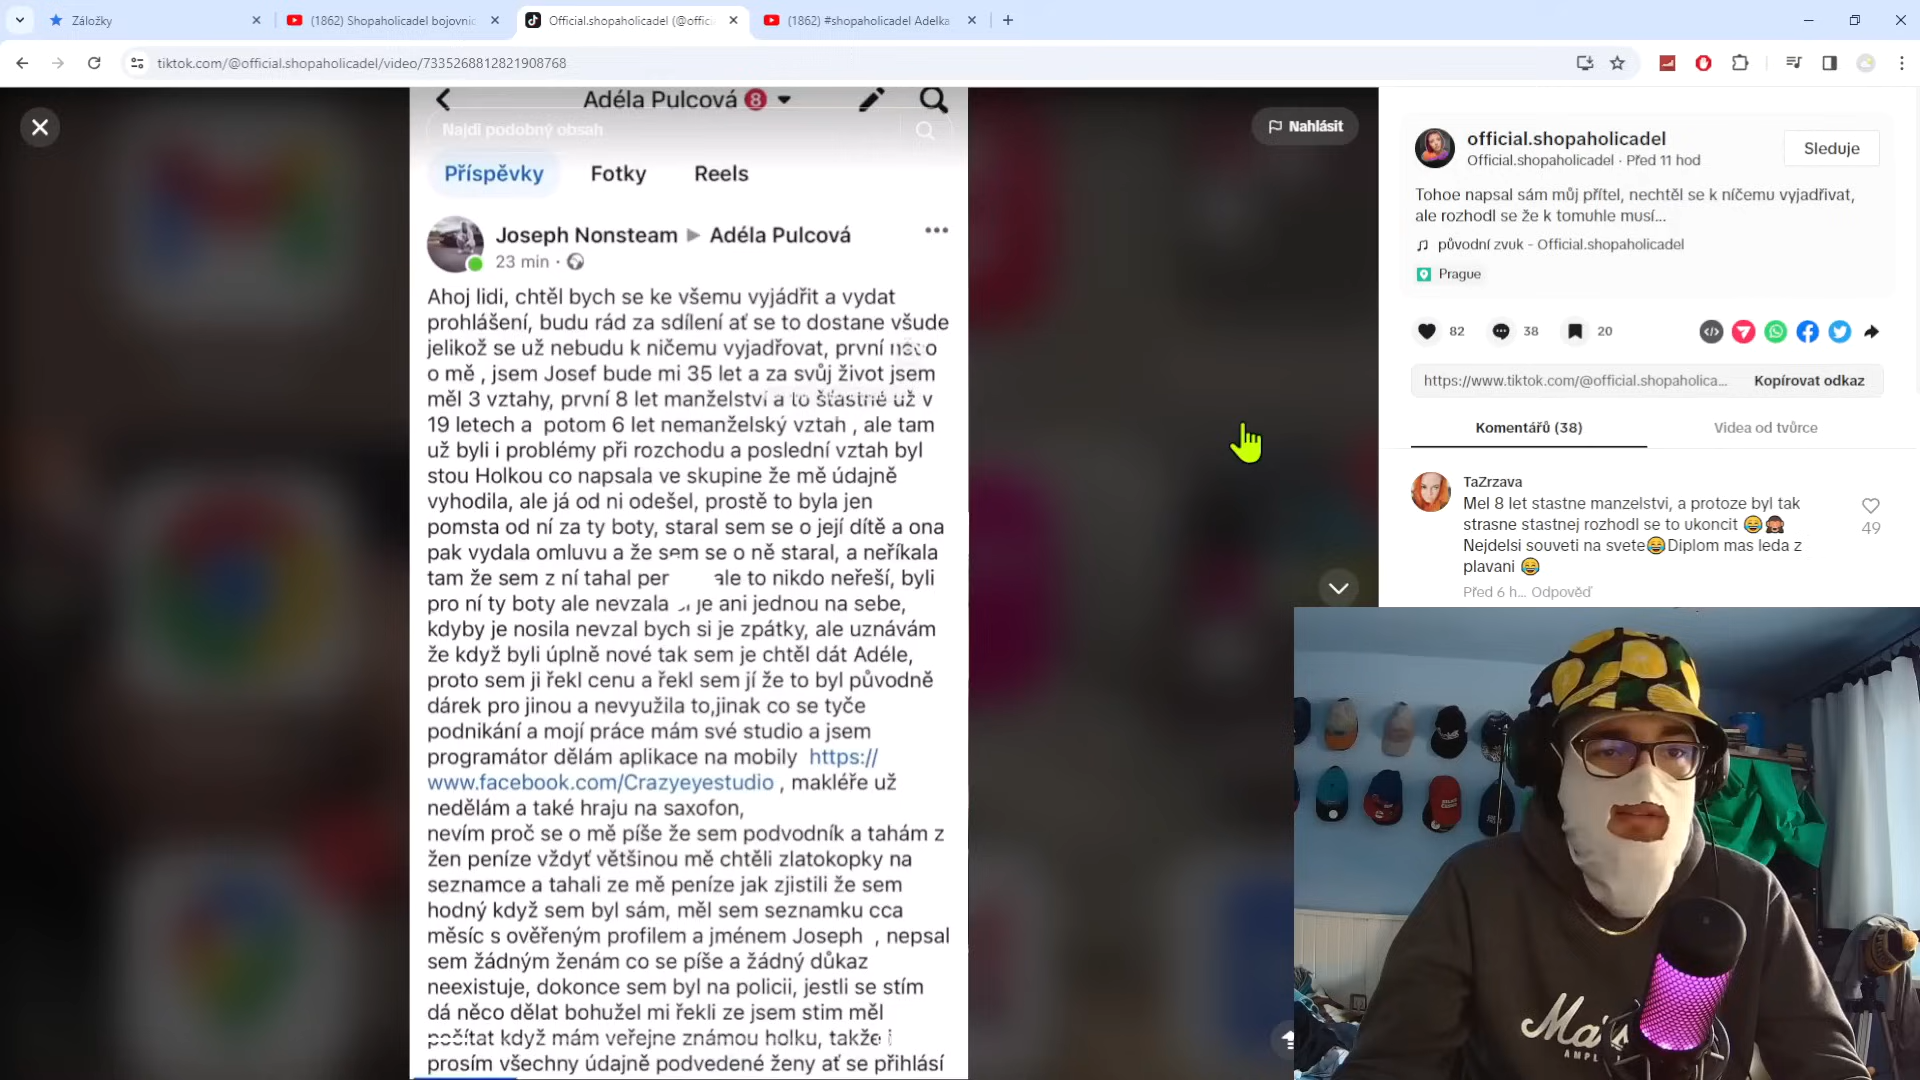 Záložky
(1862) Shopaholicadel bojovnic
Official.shopaholicadel (@offici
(1862) #shopaholicadel Adelka
tiktok.com/@official.shopaholicadel/video/7335268812821908768
Adéla Pulcová 8
Najdi podobný obsah
Nahlásit
Příspěvky Fotky Reels
Joseph Nonsteam ▶ Adéla Pulcová
23 min ·
Ahoj lidi, chtěl bych se ke všemu vyjádřit a vydat
prohlášení, budu rád za sdílení ať se to dostane všude
jelikož se už nebudu k ničemu vyjadřovat, první o
o mě , jsem Josef bude mi 35 let a za svůj život jsem
měl 3 vztahy, první 8 let manželství a to šťastně už v
19 letech a potom 6 let nemanželský vztah , ale tam
už byli i problémy při rozchodu a poslední vztah byl
stou Holkou co napsala ve skupine že mě údajně
vyhodila, ale já od ni odešel, prostě to byla jen
pomsta od ní za ty boty, staral sem se o její dítě a ona
pak vydala omluvu a že sem se o ně staral, a neříkala
tam že sem z ní tahal per ale to nikdo neřeší, byli
pro ní ty boty ale nevzala si je ani jednou na sebe,
kdyby je nosila nevzal bych si je zpátky, ale uznávám
že když byli úplně nové tak sem je chtěl dát Adéle,
proto sem ji řekl cenu a řekl sem jí že to byl původně
dárek pro jinou a nevyužila to,jinak co se tyče
podnikání a mojí práce mám své studio a jsem
programátor dělám aplikace na mobily https://
www.facebook.com/Crazyeyestudio , makléře už
nedělám a také hraju na saxofon,
nevím proč se o mě píše že sem podvodník a tahám z
žen peníze vždyť většinou mě chtěli zlatokopky na
seznamce a tahali ze mě peníze jak zjistili že sem
hodný když sem byl sám, měl sem seznamku cca
měsíc s ověřeným profilem a jménem Joseph , nepsal
sem žádným ženám co se píše a žádný důkaz
neexistuje, dokonce sem byl na policii, jestli se stím
dá něco dělat bohužel mi řekli ze jsem stim měl
počítat když mám veřejne známou holku, takže
prosím všechny údajně podvedené ženy ať se přihlásí
official.shopaholicadel
Official.shopaholicadel · Před 11 hod
Sleduje
Tohoe napsal sám můj přítel, nechtěl se k níčemu vyjadřivat,
ale rozhodl se že k tomuhle musí...
původní zvuk - Official.shopaholicadel
Prague
82 38 20
https://www.tiktok.com/@official.shopaholica... Kopírovat odkaz
Komentářů (38) Videa od tvůrce
TaZrzava
Mel 8 let stastne manzelstvi, a protoze byl tak
strasne stastnej rozhodl se to ukoncit 😂🙈
Nejdelsi souveti na svete😂Diplom mas leda z
plavani 😂
49
Před 6 h... Odpověď
Ma's